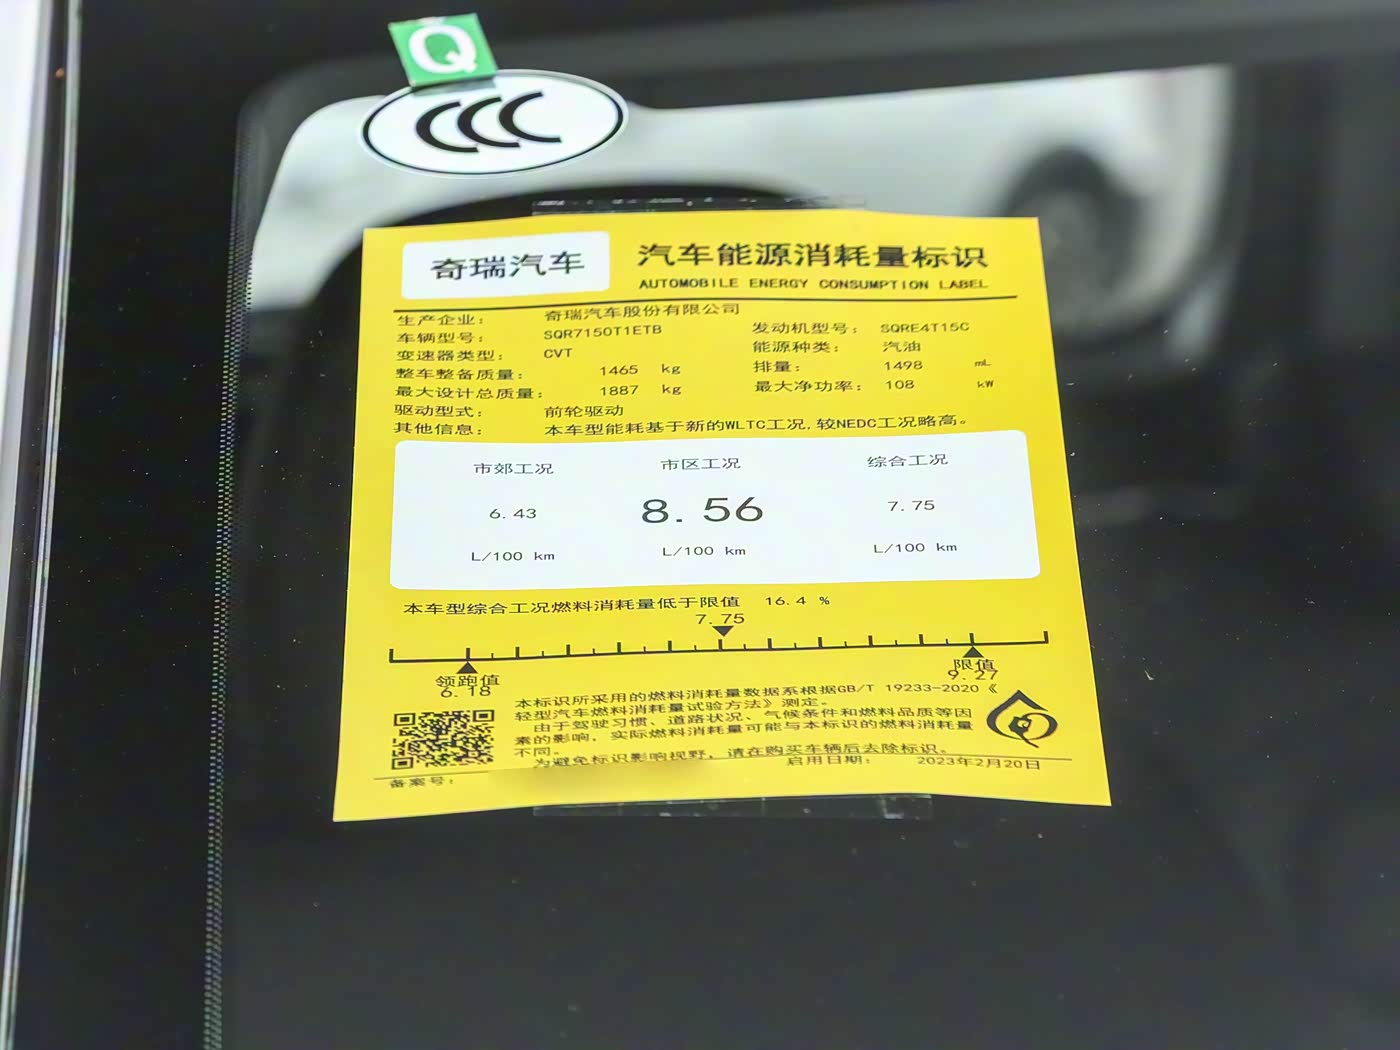 Q
CCC
奇瑞汽车
汽车能源消耗量标识
AUTOMOBILE ENERGY CONSUMPTION LABEL
生产企业： 奇瑞汽车股份有限公司
车辆型号： SQR7150T1ETB 发动机型号： SQRE4T15C
变速器类型： CVT 能源种类： 汽油
整车整备质量： 1465 kg 排量： 1498 mL
最大设计总质量： 1887 kg 最大净功率： 108 kW
驱动型式： 前轮驱动
其他信息： 本车型能耗基于新的WLTC工况,较NEDC工况略高。
市郊工况 市区工况 综合工况
6.43 8.56 7.75
L/100 km L/100 km L/100 km
本车型综合工况燃料消耗量低于限值 16.4 %
7.75
领跑值 限值
6.18 9.27
本标识所采用的燃料消耗量数据系根据GB/T 19233-2020《
轻型汽车燃料消耗量试验方法》测定。
由于驾驶习惯、道路状况、气候条件和燃料品质等因
素的影响，实际燃料消耗量可能与本标识的燃料消耗量
不同。
为避免标识影响视野，请在购买车辆后去除标识。
备案号： 启用日期： 2023年2月20日